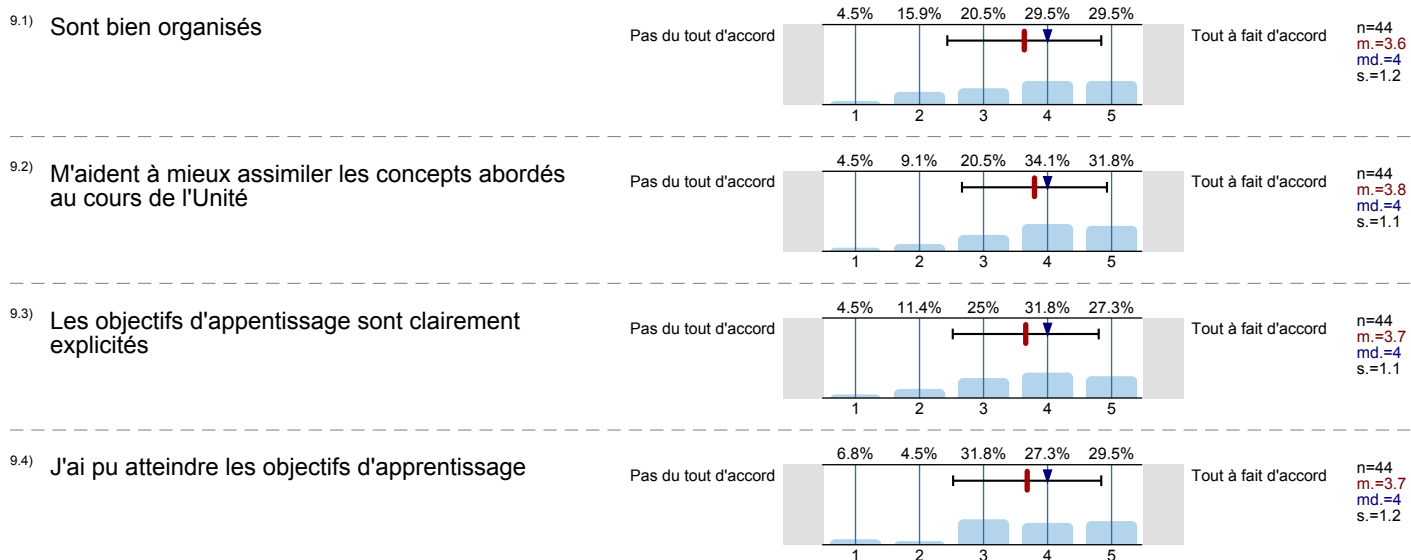 9.1) Sont bien organisés
4.5% 15.9% 20.5% 29.5% 29.5%
Pas du tout d'accord
Tout à fait d'accord
n=44
m.=3.6
md.=4
s.=1.2
1 2 3 4 5
9.2) M'aident à mieux assimiler les concepts abordés
au cours de l'Unité
4.5% 9.1% 20.5% 34.1% 31.8%
Pas du tout d'accord
Tout à fait d'accord
n=44
m.=3.8
md.=4
s.=1.1
1 2 3 4 5
9.3) Les objectifs d'appentissage sont clairement
explicités
4.5% 11.4% 25% 31.8% 27.3%
Pas du tout d'accord
Tout à fait d'accord
n=44
m.=3.7
md.=4
s.=1.1
1 2 3 4 5
9.4) J'ai pu atteindre les objectifs d'apprentissage
6.8% 4.5% 31.8% 27.3% 29.5%
Pas du tout d'accord
Tout à fait d'accord
n=44
m.=3.7
md.=4
s.=1.2
1 2 3 4 5